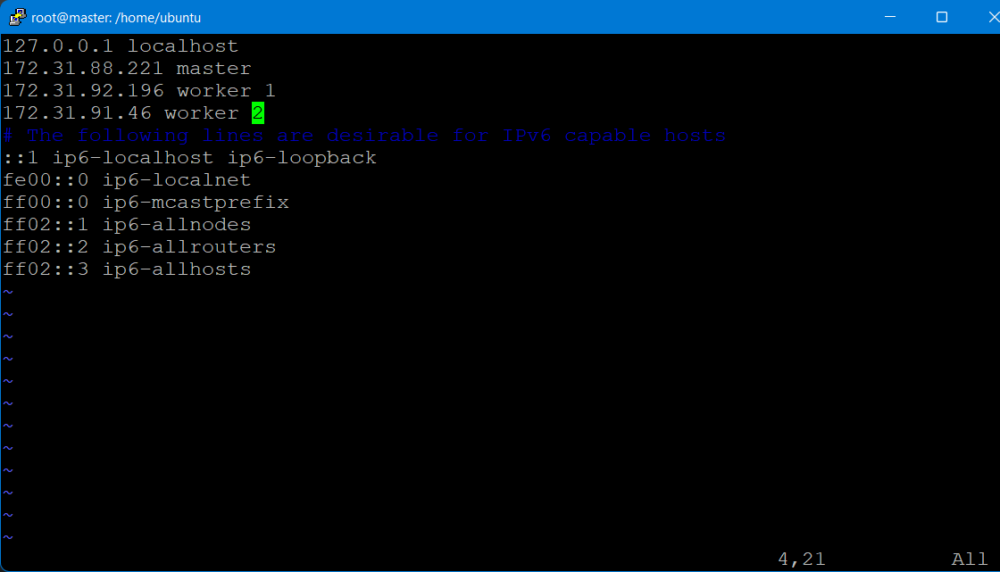 root@master: /home/ubuntu
127.0.0.1 localhost
172.31.88.221 master
172.31.92.196 worker 1
172.31.91.46 worker 2
# The following lines are desirable for IPv6 capable hosts
::1 ip6-localhost ip6-loopback
fe00::0 ip6-localnet
ff00::0 ip6-mcastprefix
ff02::1 ip6-allnodes
ff02::2 ip6-allrouters
ff02::3 ip6-allhosts
~
~
~
~
~
~
~
~
~
~
~
~
4,21 All